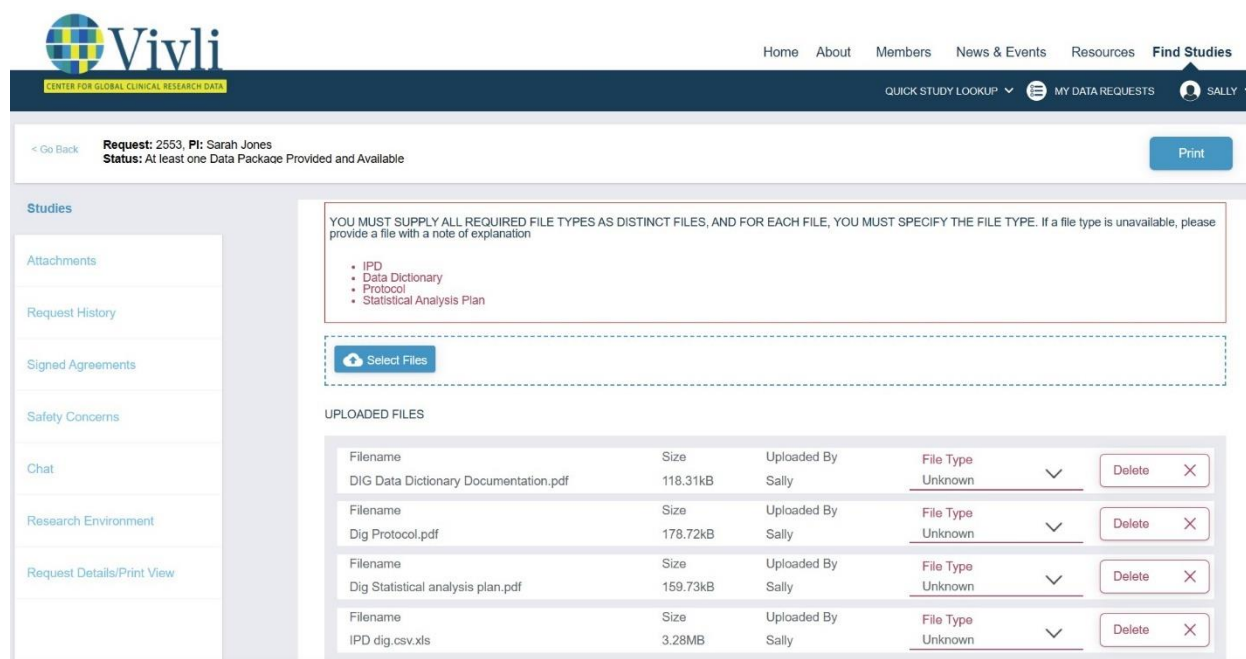 Vivli
CENTER FOR GLOBAL CLINICAL RESEARCH DATA
Home About Members News & Events Resources Find Studies
QUICK STUDY LOOKUP MY DATA REQUESTS SALLY
< Go Back
Request: 2553, PI: Sarah Jones
Status: At least one Data Package Provided and Available
Print
Studies
Attachments
Request History
Signed Agreements
Safety Concerns
Chat
Research Environment
Request Details/Print View
YOU MUST SUPPLY ALL REQUIRED FILE TYPES AS DISTINCT FILES, AND FOR EACH FILE, YOU MUST SPECIFY THE FILE TYPE. If a file type is unavailable, please
provide a file with a note of explanation
• IPD
• Data Dictionary
• Protocol
• Statistical Analysis Plan
Select Files
UPLOADED FILES
Filename Size Uploaded By File Type
DIG Data Dictionary Documentation.pdf 118.31kB Sally Unknown Delete
Filename Size Uploaded By File Type
Dig Protocol.pdf 178.72kB Sally Unknown Delete
Filename Size Uploaded By File Type
Dig Statistical analysis plan.pdf 159.73kB Sally Unknown Delete
Filename Size Uploaded By File Type
IPD dig.csv.xls 3.28MB Sally Unknown Delete